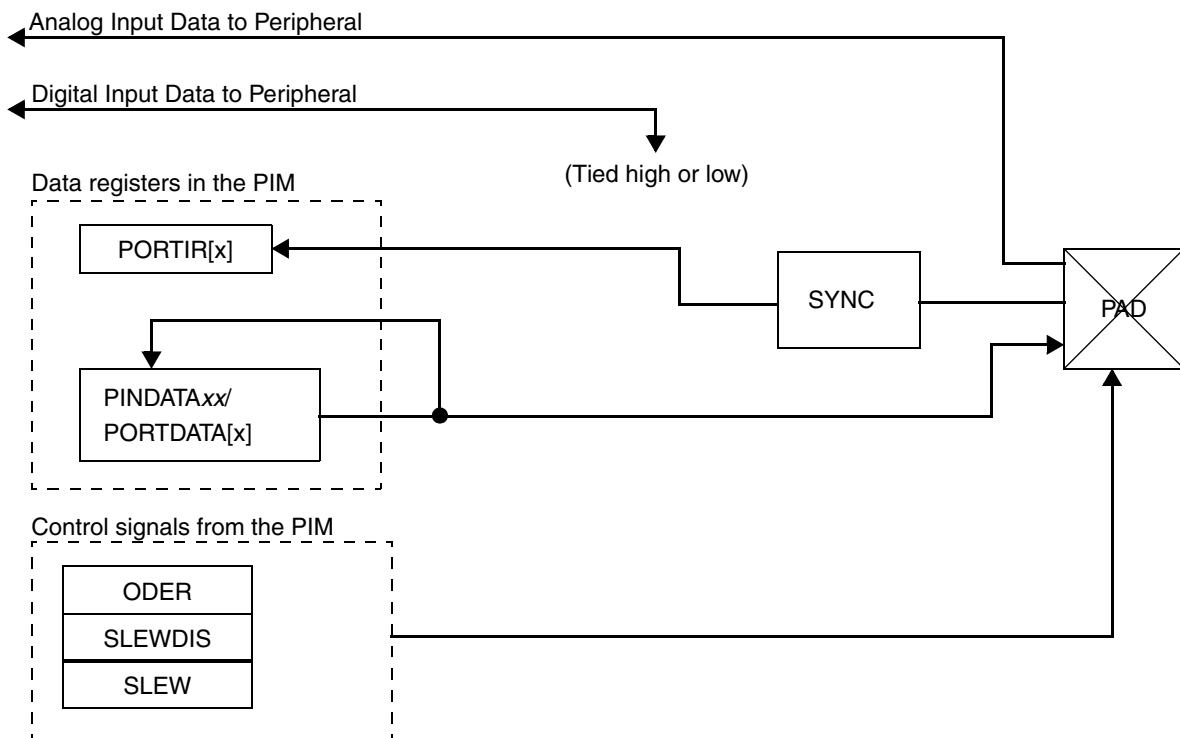 Analog Input Data to Peripheral
Digital Input Data to Peripheral
(Tied high or low)
Data registers in the PIM
PORTIR[x]
SYNC
PAD
PINDATAxx/
PORTDATA[x]
Control signals from the PIM
ODER
SLEWDIS
SLEW